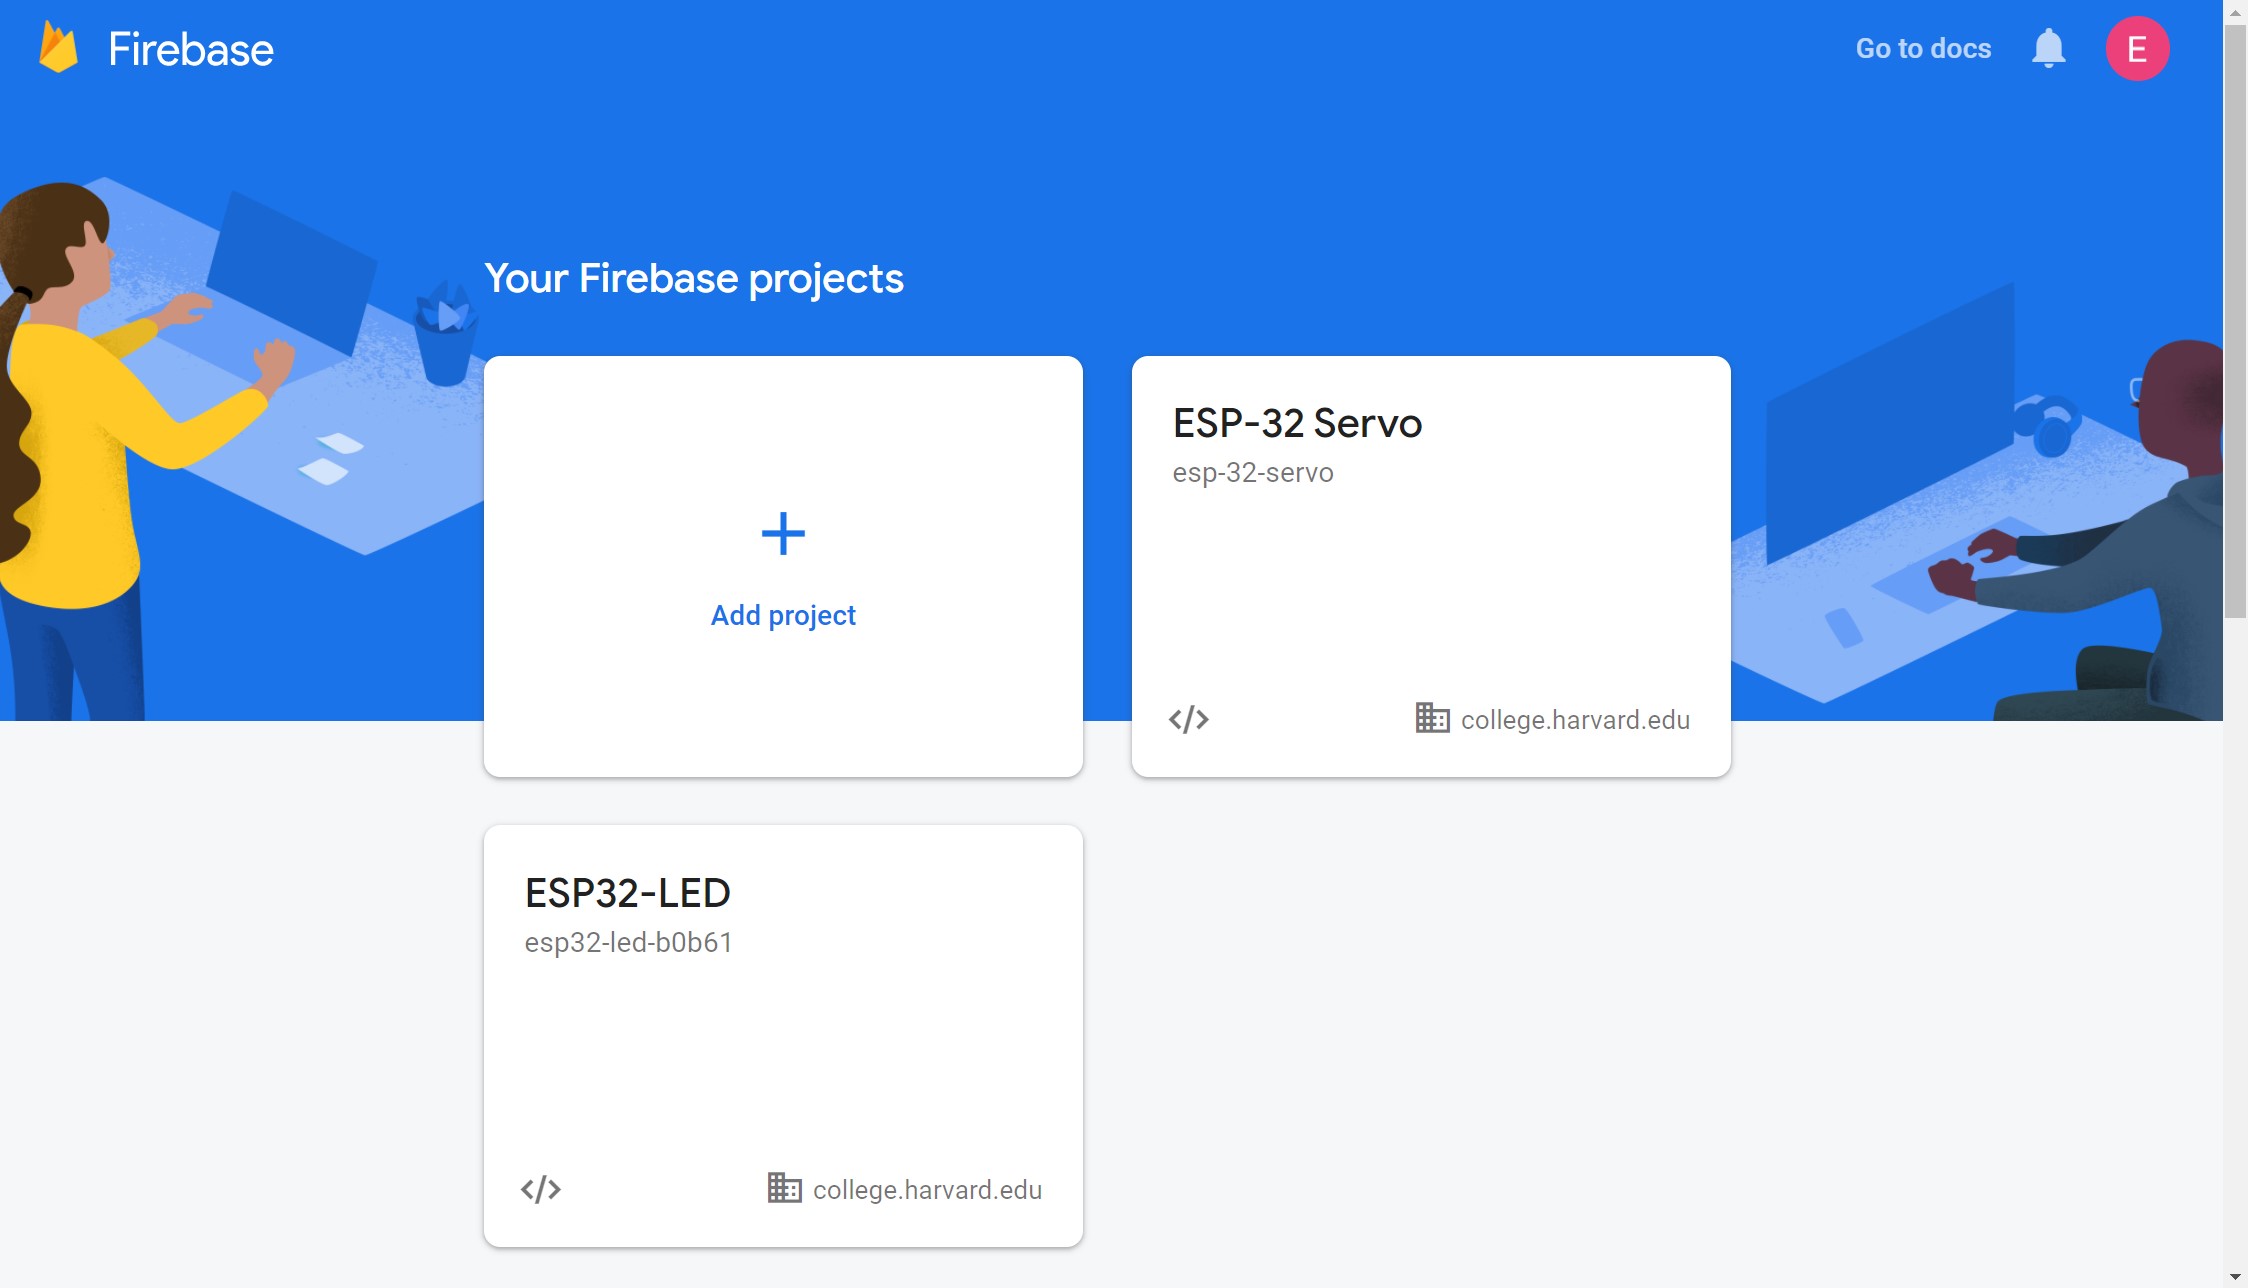 Firebase
Go to docs
E
Your Firebase projects
Add project
ESP-32 Servo
esp-32-servo
college.harvard.edu
ESP32-LED
esp32-led-b0b61
college.harvard.edu